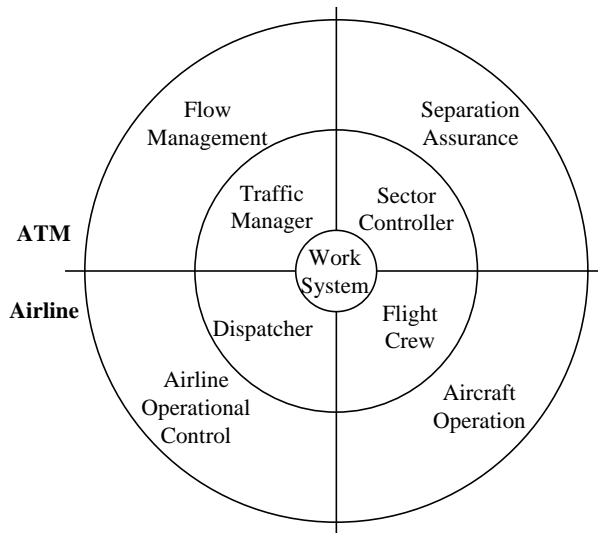 Flow
Management
Separation
Assurance
Traffic
Manager
Sector
Controller
ATM
Work
System
Airline
Dispatcher
Flight
Crew
Airline
Operational
Control
Aircraft
Operation